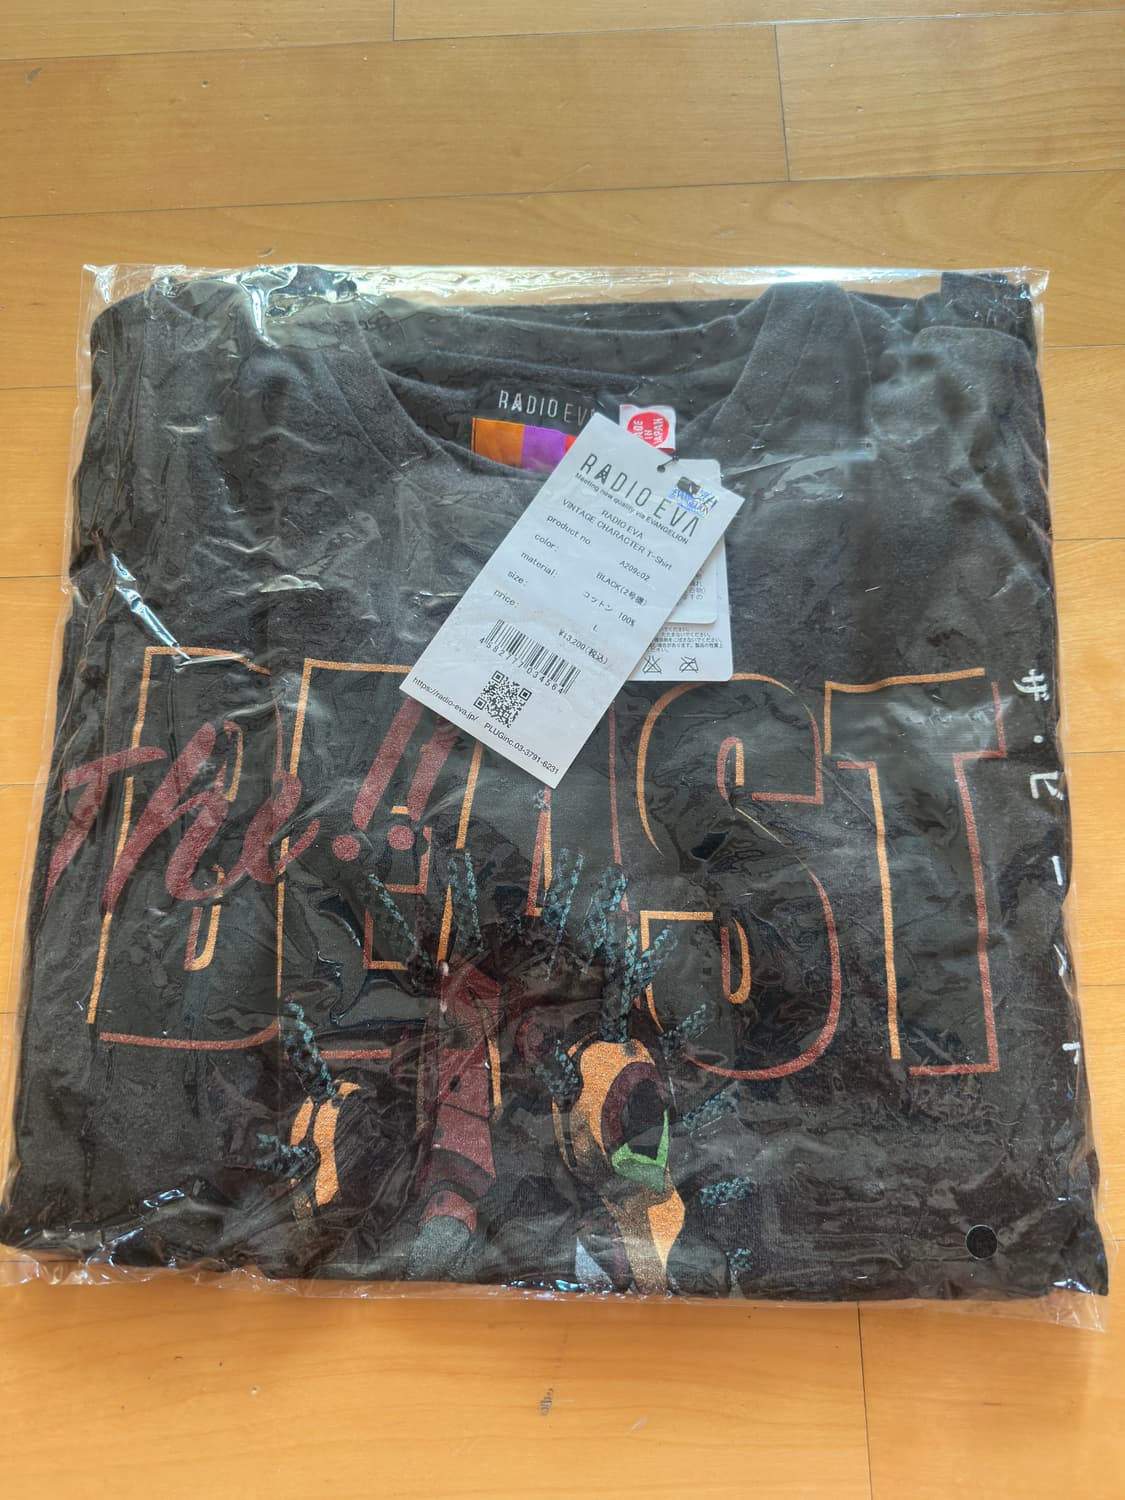 RADIO EV
MADE
IN
JAPAN
RADIO EVA
Meeting new quality via EVANGELION
EVANGELION
RADIO EVA
VINTAGE CHARACTER T-Shirt
product no
A209c02
color:
BLACK(2号機)
material:
コットン 100%
size:
L
price:
¥13,200(税込)
https://radio-eva.jp/ PLUGinc.03-3791-6231
The!!
BEAST
ザ・ビースト